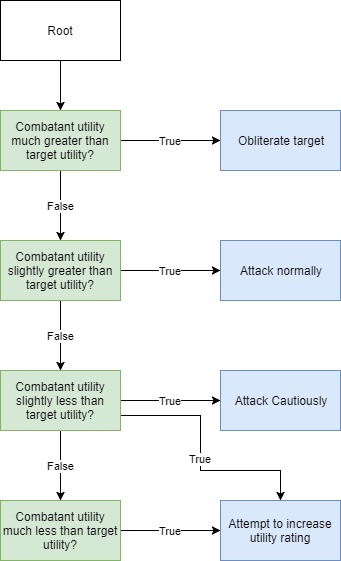 Root
Combatant utility
much greater than
target utility?
True
Obliterate target
False
Combatant utility
slightly greater than
target utility?
True
Attack normally
False
Combatant utility
slightly less than
target utility?
True
Attack Cautiously
True
False
Combatant utility
much less than target
utility?
True
Attempt to increase
utility rating